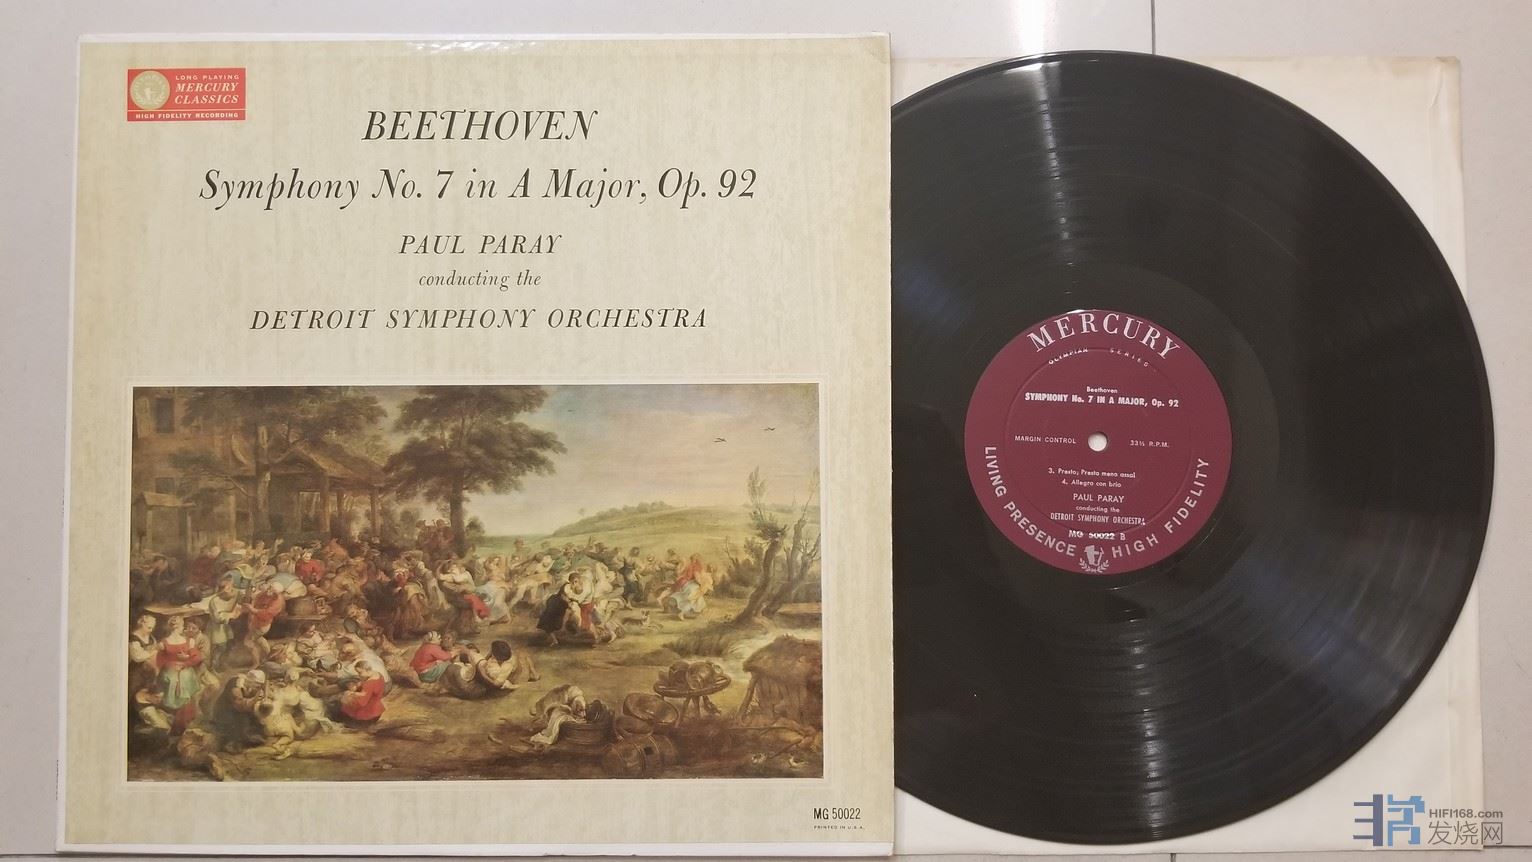 LONG PLAYING
MERCURY
CLASSICS
HIGH FIDELITY RECORDING
BEETHOVEN
Symphony No. 7 in A Major, Op. 92
PAUL PARAY
conducting the
DETROIT SYMPHONY ORCHESTRA
MG 50022
PRINTED IN U.S.A.
MERCURY
OLYMPIAN SERIES
Beethoven
SYMPHONY No. 7 IN A MAJOR, Op. 92
MARGIN CONTROL
33⅓ R.P.M.
3. Presto; Presto meno assai
4. Allegro con brio
PAUL PARAY
conducting the
DETROIT SYMPHONY ORCHESTRA
MG 50022 B
LIVING PRESENCE HIGH FIDELITY
HIFI168.com
发烧网